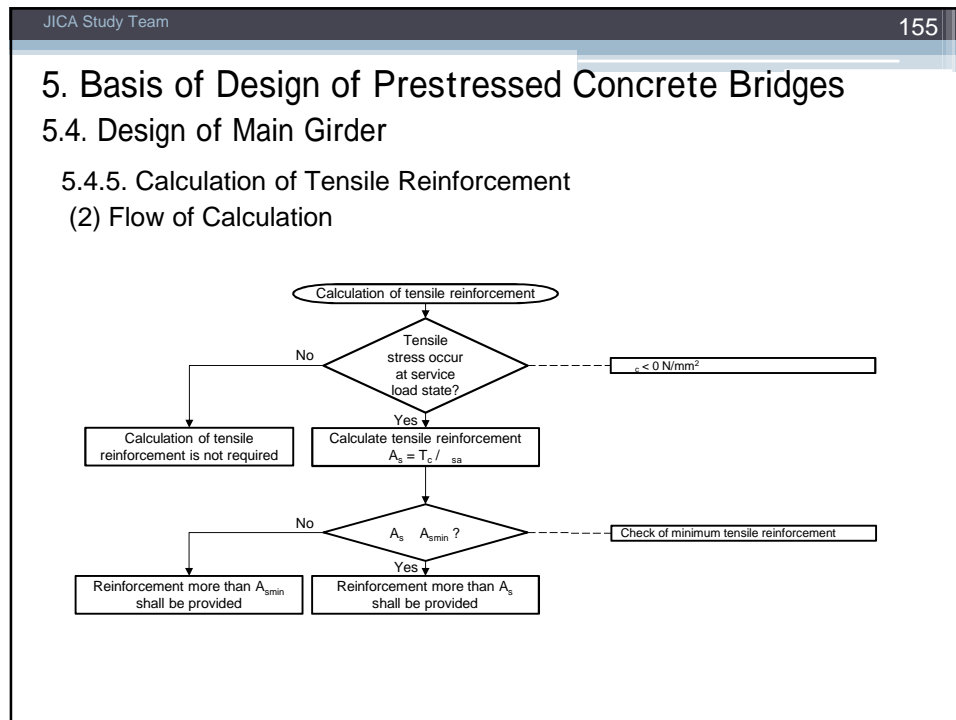 JICA Study Team
155
5. Basis of Design of Prestressed Concrete Bridges
5.4. Design of Main Girder
5.4.5. Calculation of Tensile Reinforcement
(2) Flow of Calculation
Calculation of tensile reinforcement
Tensile
stress occur
at service
load state?
No
c < 0 N/mm²
Yes
Calculation of tensile
reinforcement is not required
Calculate tensile reinforcement
As = Tc / sa
No
As Asmin ?
Check of minimum tensile reinforcement
Yes
Reinforcement more than Asmin
shall be provided
Reinforcement more than As
shall be provided